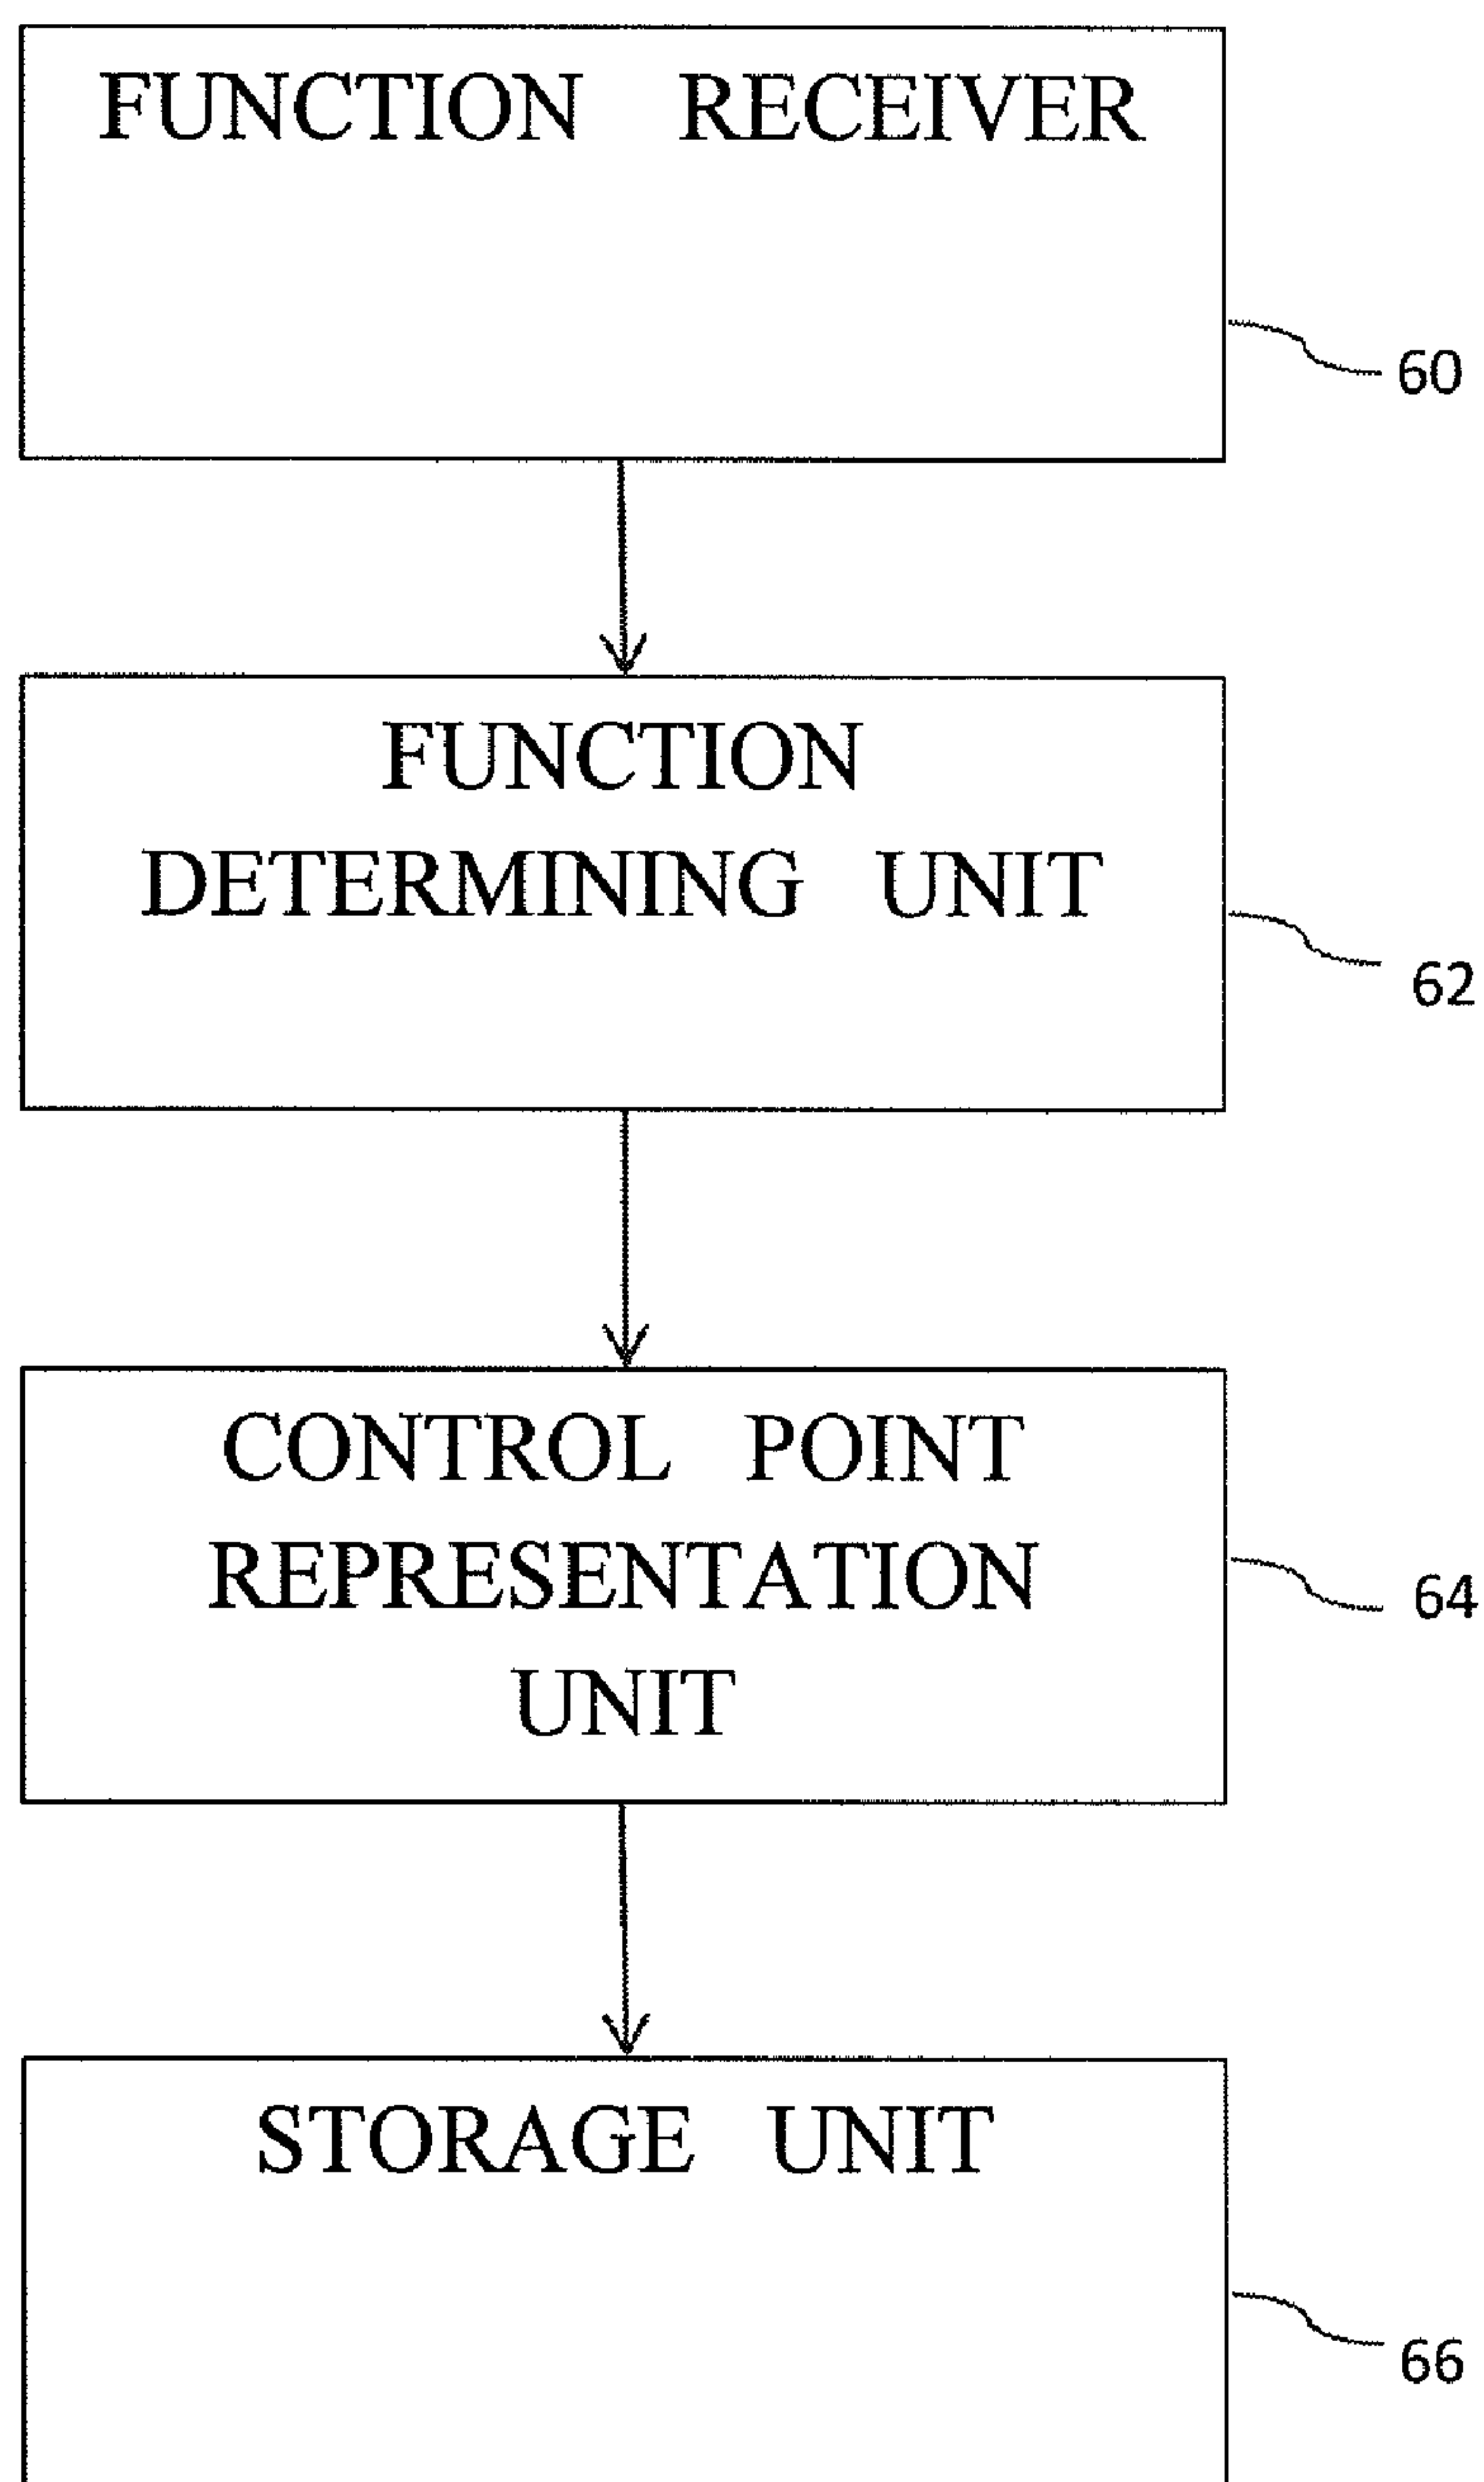 FUNCTION RECEIVER
60
FUNCTION
DETERMINING UNIT
62
CONTROL POINT
REPRESENTATION
UNIT
64
STORAGE UNIT
66